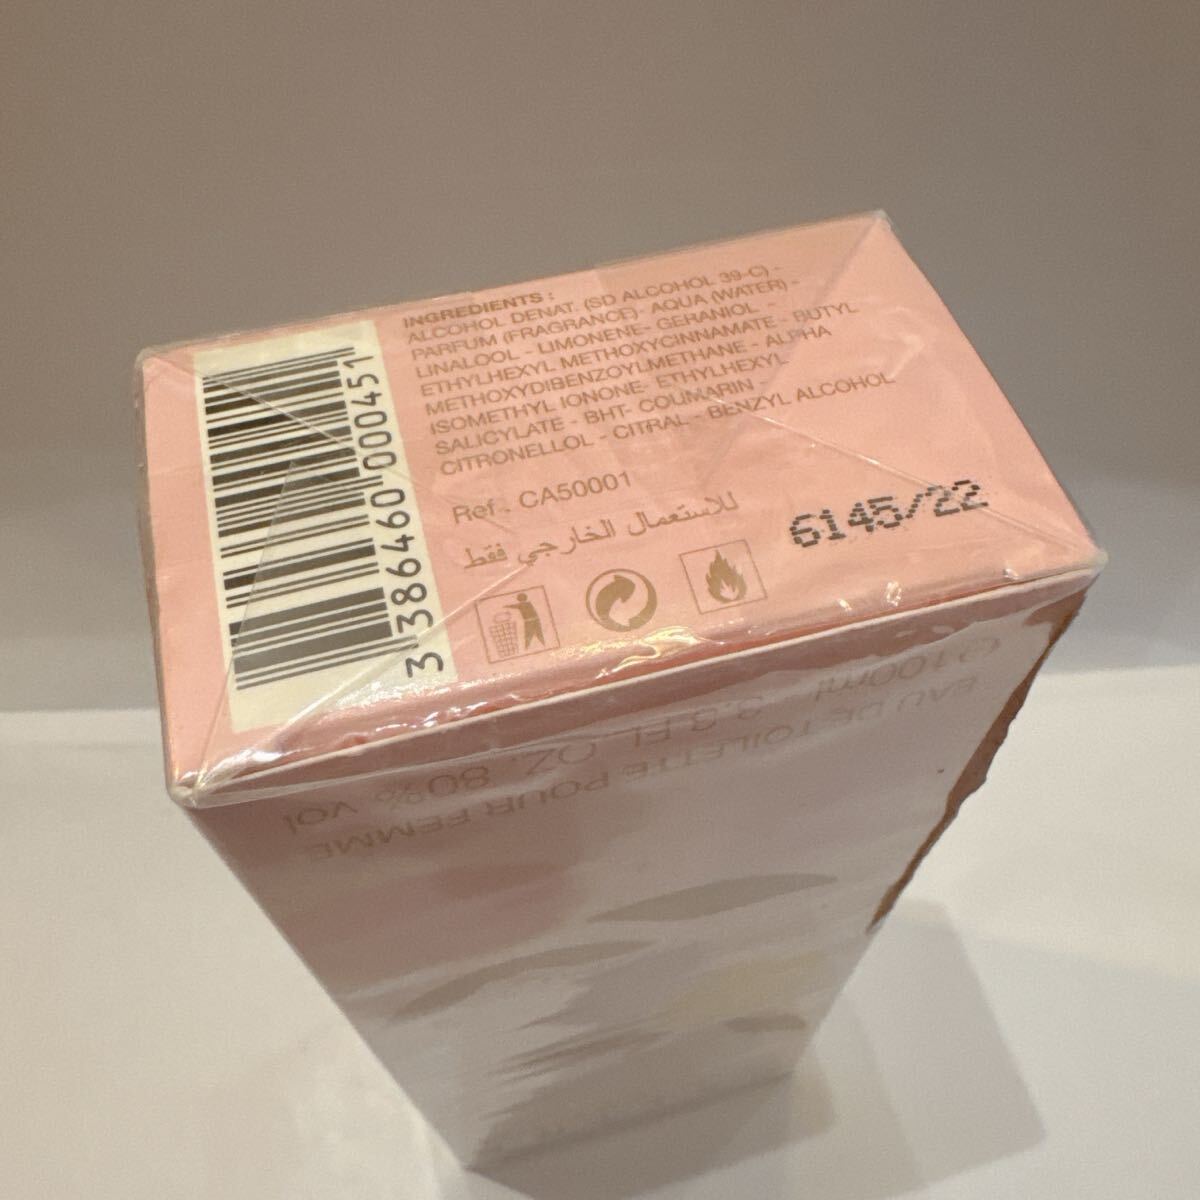 INGREDIENTS :
ALCOHOL DENAT. (SD ALCOHOL 39-C) -
PARFUM (FRAGRANCE)- AQUA (WATER) -
LINALOOL - LIMONENE- GERANIOL -
ETHYLHEXYL METHOXYCINNAMATE - BUTYL
METHOXYDIBENZOYLMETHANE - ALPHA
ISOMETHYL IONONE- ETHYLHEXYL
SALICYLATE - BHT- COUMARIN -
CITRONELLOL - CITRAL - BENZYL ALCOHOL
Ref. CA50001
للاستعمال الخارجي فقط
6145/22
3 386460 000451
℮100ml - 3.3 FL. OZ. 80% vol
EAU DE TOILETTE POUR FEMME